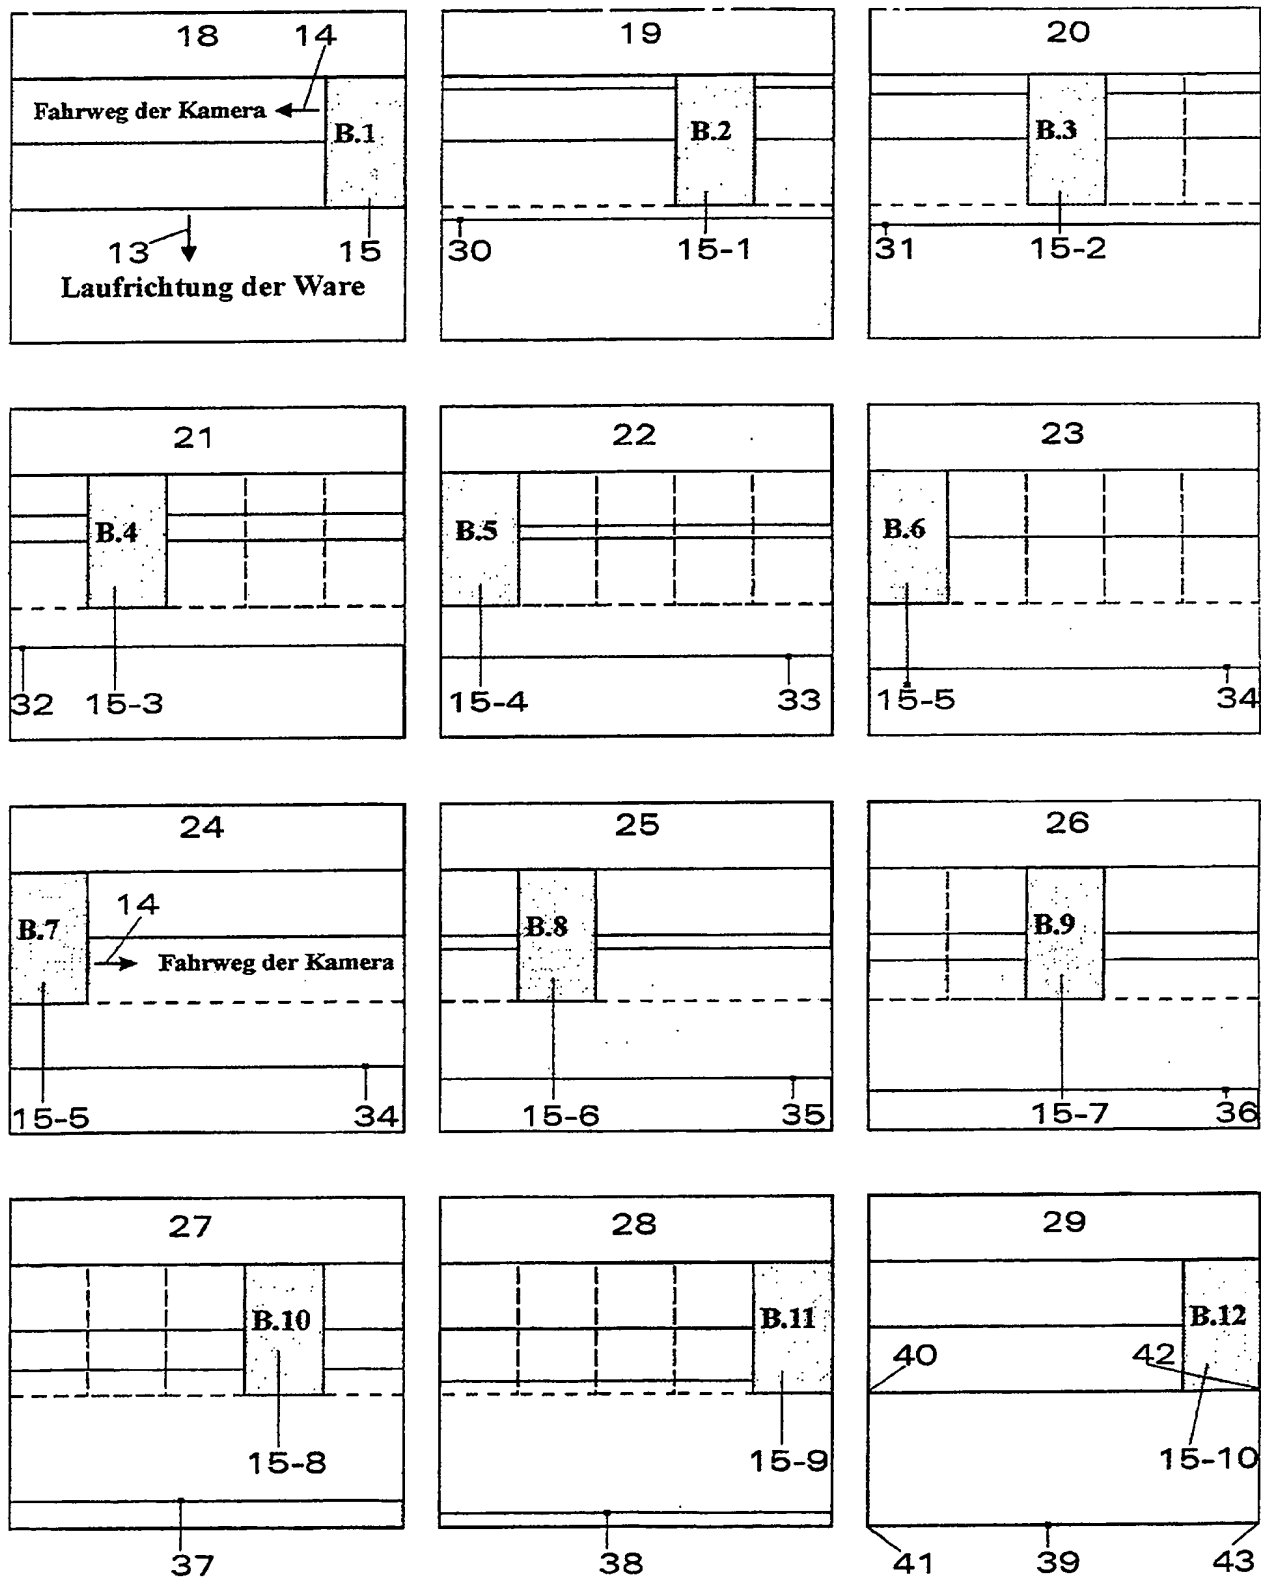 18 14
Fahrweg der Kamera
B.1
13 15
Laufrichtung der Ware
19
B.2
30 15-1
20
B.3
31 15-2
21
B.4
32 15-3
22
B.5
15-4 33
23
B.6
15-5 34
24
14
B.7
Fahrweg der Kamera
15-5 34
25
B.8
15-6 35
26
B.9
15-7 36
27
B.10
15-8
37
28
B.11
15-9
38
29
B.12
40 42
15-10
41 39 43